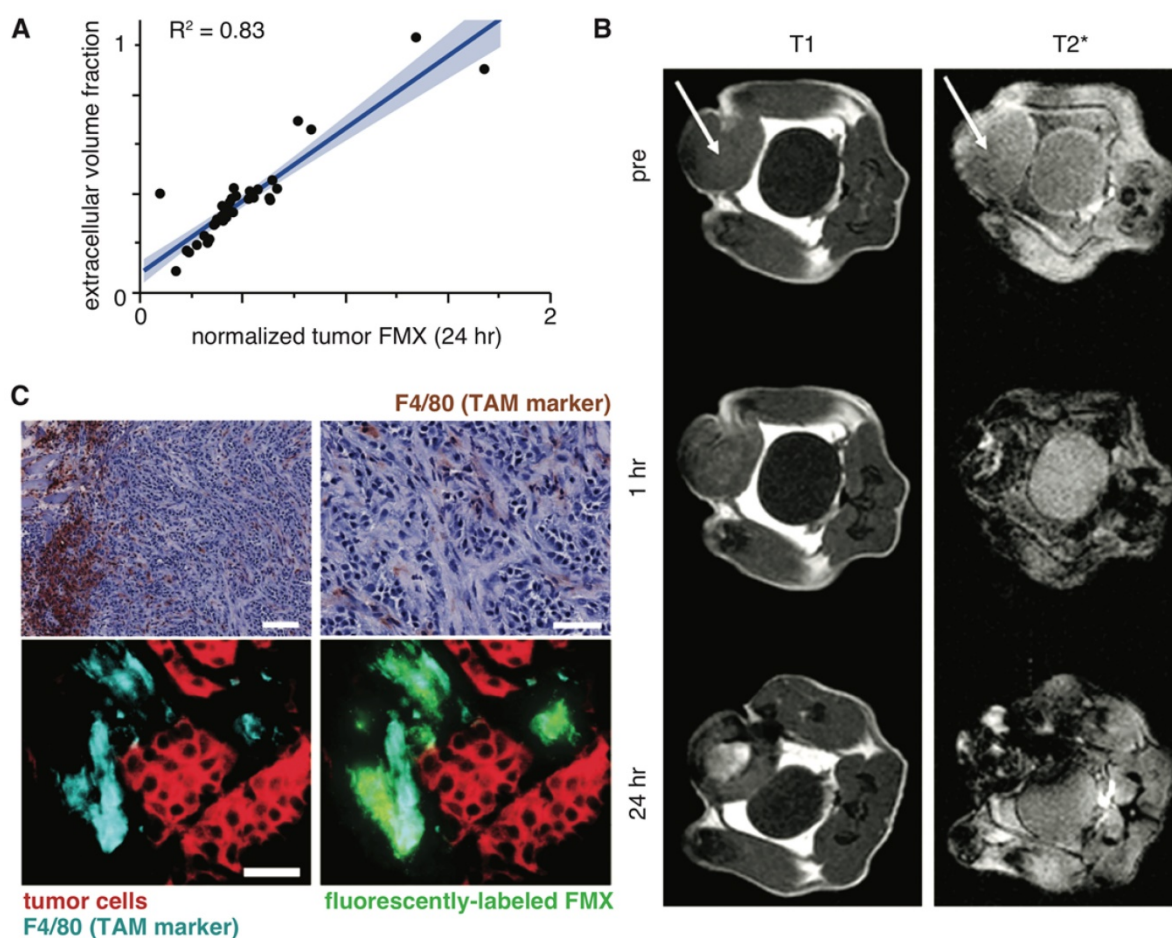 A
R² = 0.83
extracellular volume fraction
1
0
0
2
normalized tumor FMX (24 hr)
B
T1
T2*
pre
1 hr
24 hr
C
F4/80 (TAM marker)
tumor cells
F4/80 (TAM marker)
fluorescently-labeled FMX